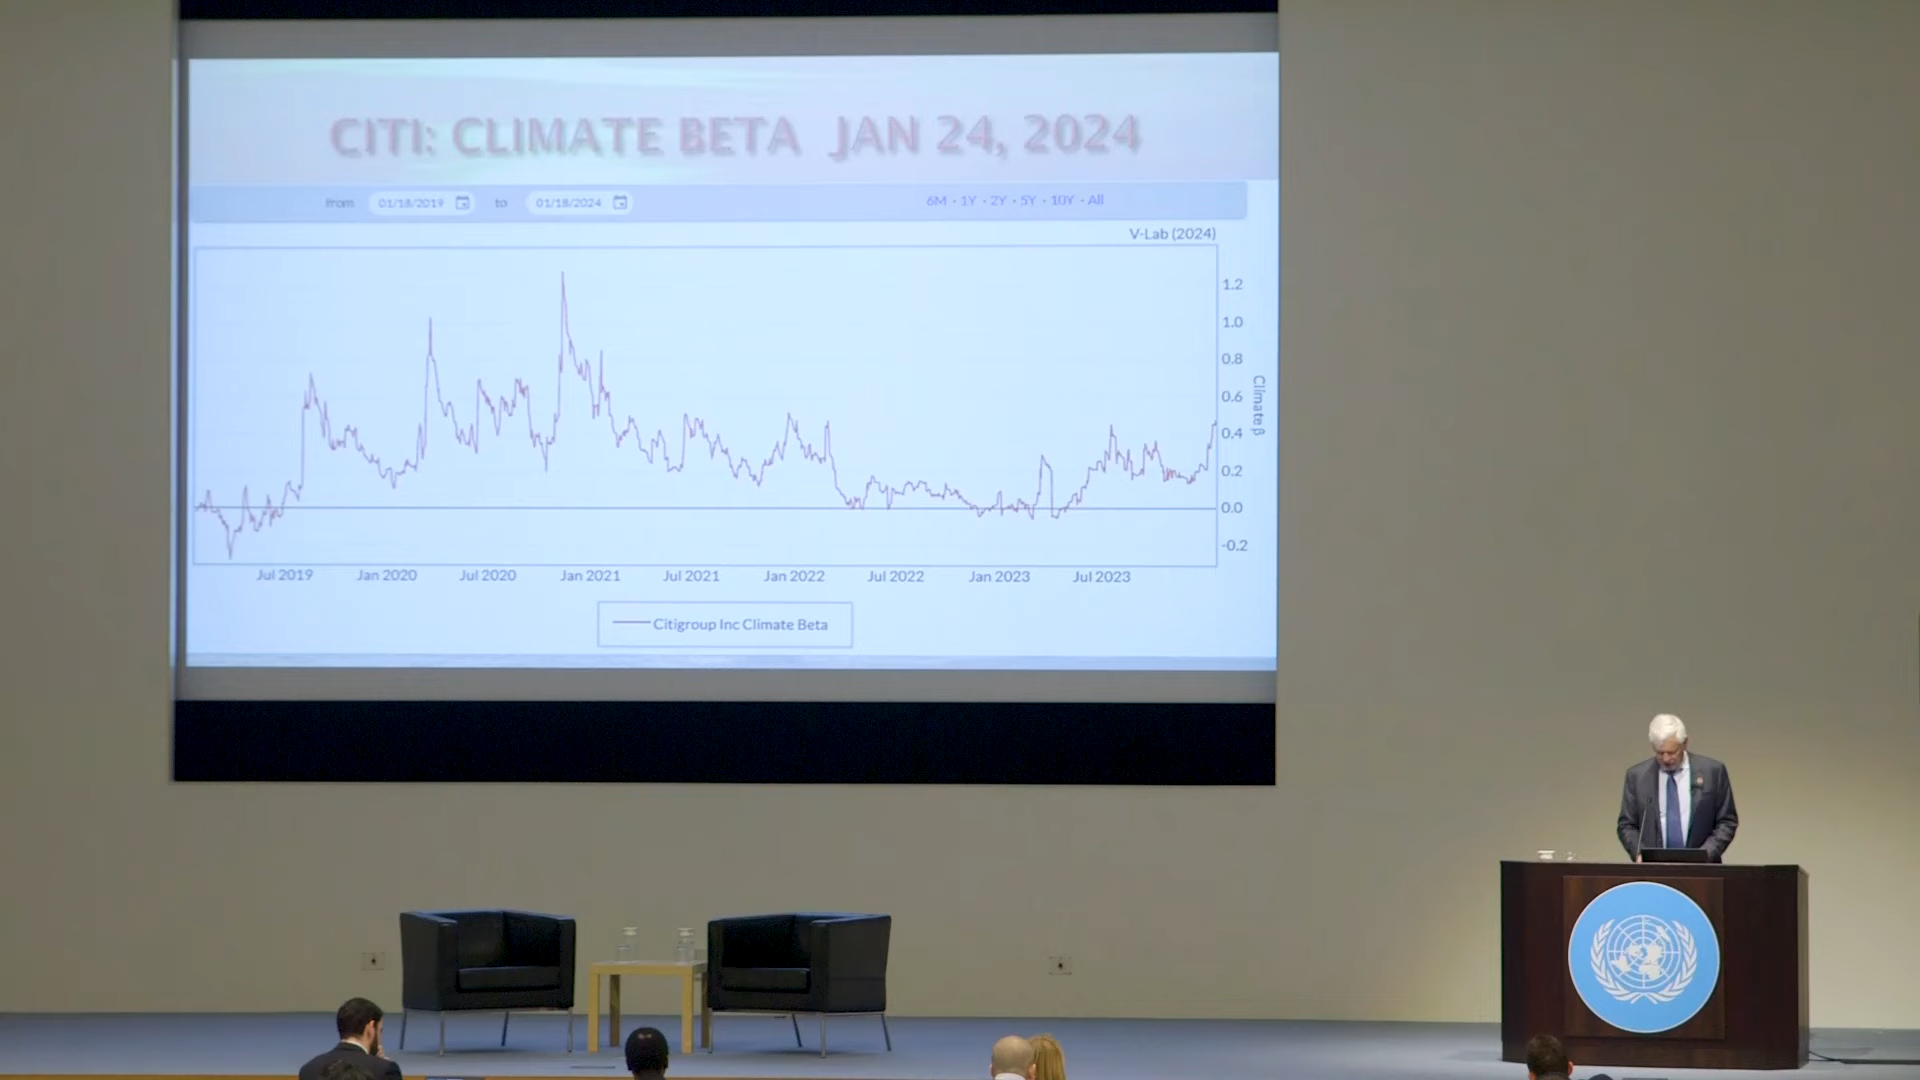 CITI: CLIMATE BETA JAN 24, 2024
From 01/18/2019 to 01/18/2024 6M · 1Y · 2Y · 5Y · 10Y · All
V-Lab (2024)
1.2
1.0
0.8
0.6
0.4
0.2
0.0
-0.2
Climate β
Jul 2019 Jan 2020 Jul 2020 Jan 2021 Jul 2021 Jan 2022 Jul 2022 Jan 2023 Jul 2023
Citigroup Inc Climate Beta